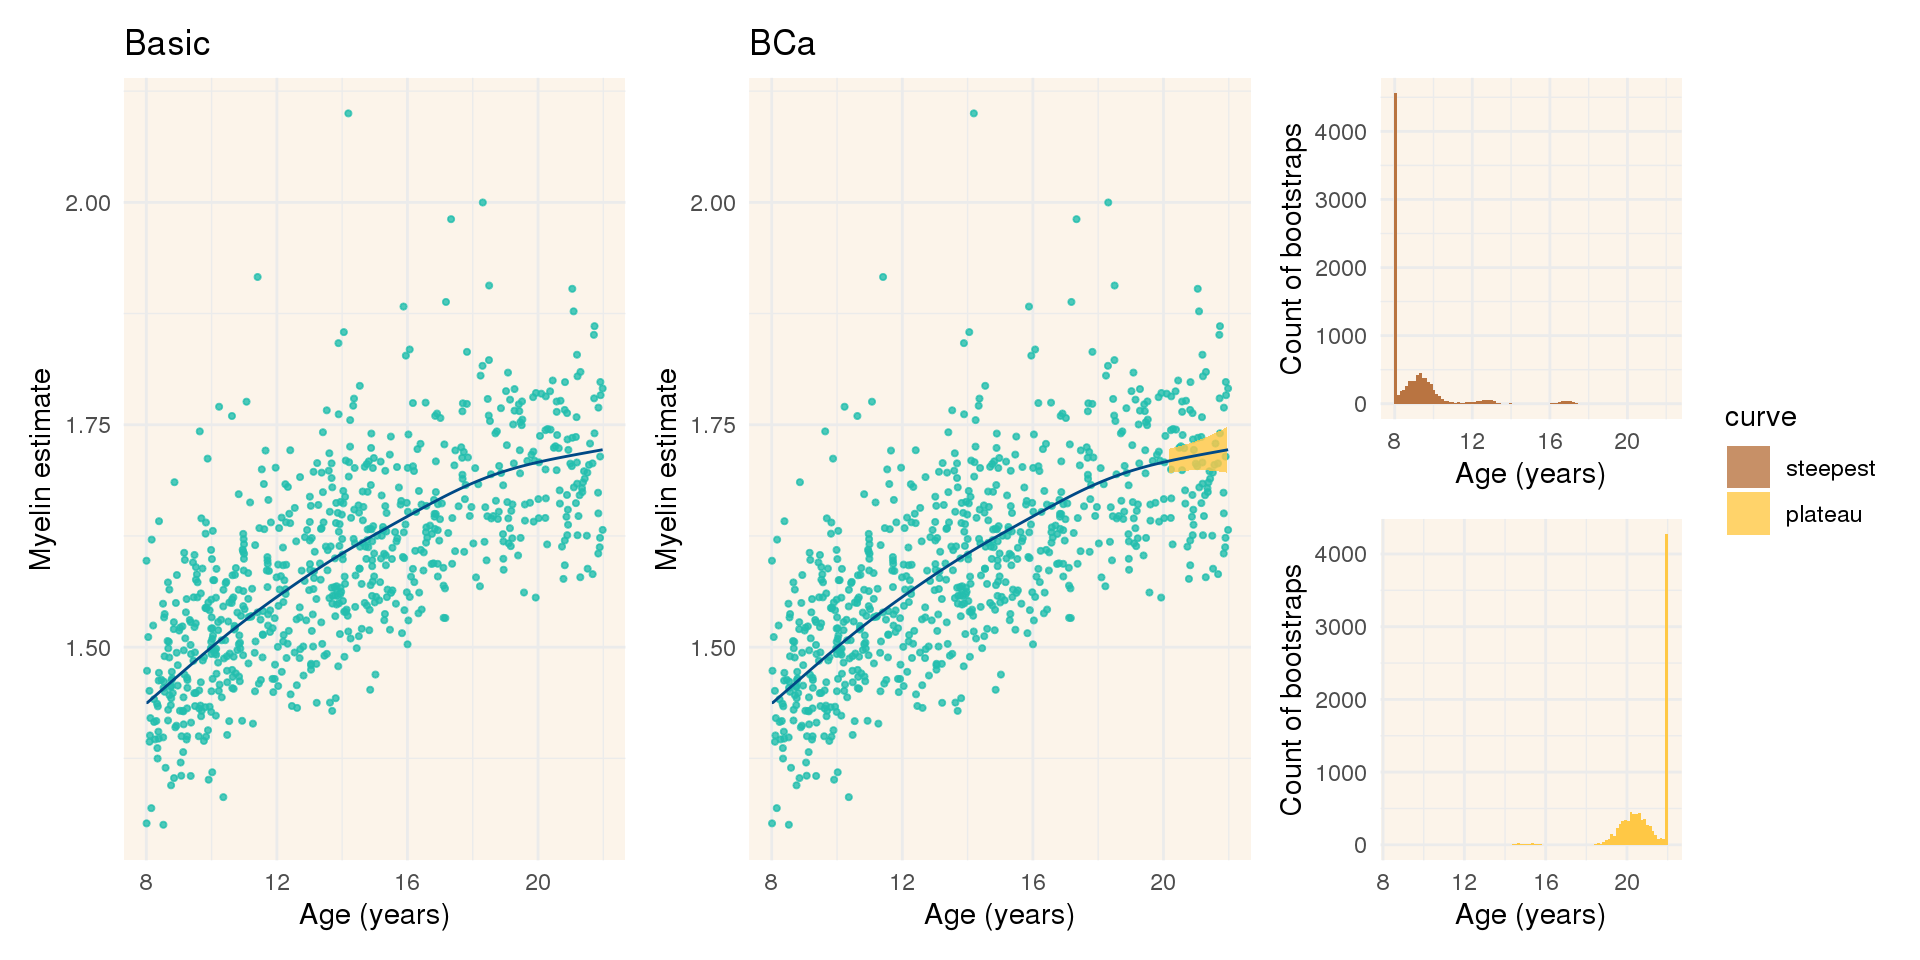 Basic
Myelin estimate
2.00
1.75
1.50
8 12 16 20
Age (years)
BCa
Myelin estimate
2.00
1.75
1.50
8 12 16 20
Age (years)
Count of bootstraps
4000
3000
2000
1000
0
8 12 16 20
Age (years)
Count of bootstraps
4000
3000
2000
1000
0
8 12 16 20
Age (years)
curve
steepest
plateau